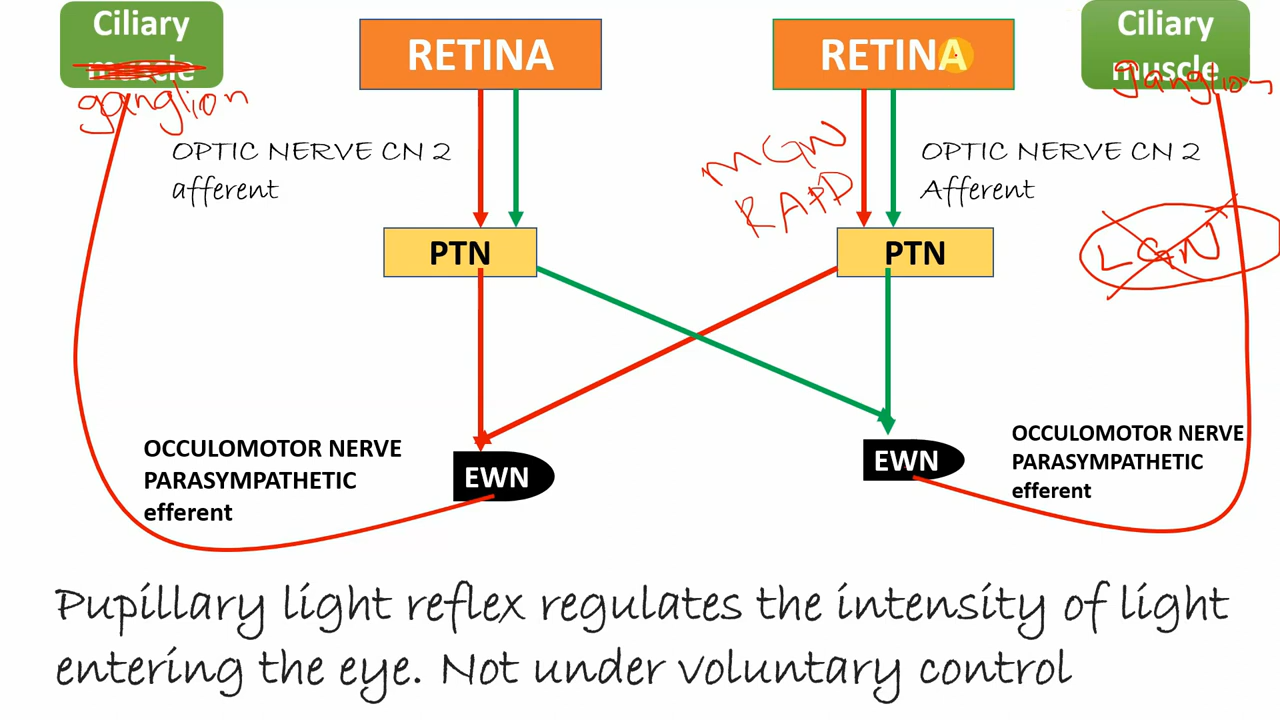 Ciliary
muscle
ganglion
RETINA
RETINA
Ciliary
muscle
ganglion
OPTIC NERVE CN 2
afferent
MGN
RAPD
OPTIC NERVE CN 2
Afferent
PTN
PTN
LGN
OCCULOMOTOR NERVE
PARASYMPATHETIC
efferent
EWN
EWN
OCCULOMOTOR NERVE
PARASYMPATHETIC
efferent
Pupillary light reflex regulates the intensity of light
entering the eye. Not under voluntary control